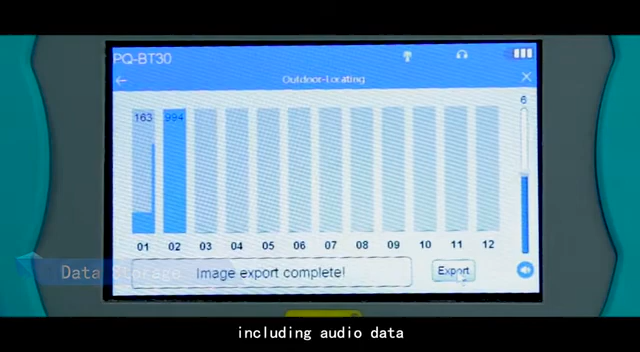 PQ-BT30
Outdoor-Locating
6
163 994
01 02 03 04 05 06 07 08 09 10 11 12
Data Storage
Image export complete!
Export
including audio data